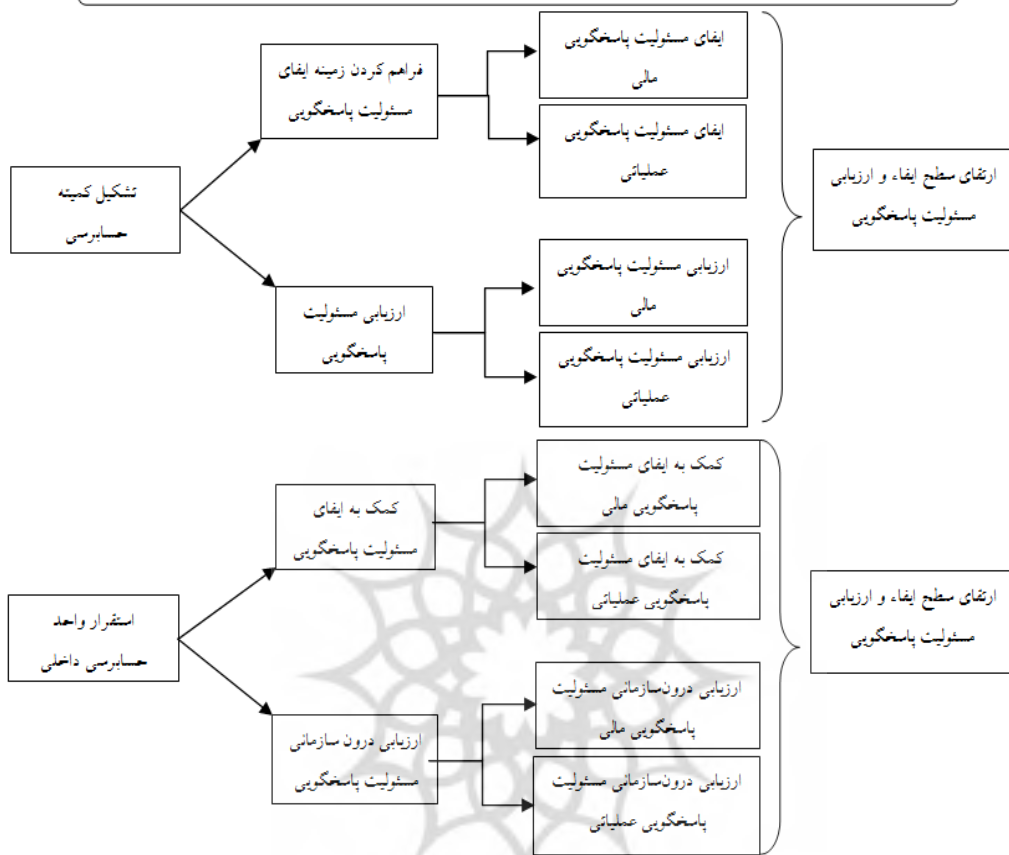 ایفای مسئولیت پاسخگویی
مالی
فراهم کردن زمینه ایفای
مسئولیت پاسخگویی
ایفای مسئولیت پاسخگویی
عملیاتی
تشکیل کمیته
حسابرسی
ارتقای سطح ایفاء و ارزیابی
مسئولیت پاسخگویی
ارزیابی مسئولیت پاسخگویی
مالی
ارزیابی مسئولیت
پاسخگویی
ارزیابی مسئولیت پاسخگویی
عملیاتی
کمک به ایفای مسئولیت
پاسخگویی مالی
کمک به ایفای
مسئولیت پاسخگویی
کمک به ایفای مسئولیت
پاسخگویی عملیاتی
استقرار واحد
حسابرسی داخلی
ارتقای سطح ایفاء و ارزیابی
مسئولیت پاسخگویی
ارزیابی درون‌سازمانی مسئولیت
پاسخگویی مالی
ارزیابی درون سازمانی
مسئولیت پاسخگویی
ارزیابی درون‌سازمانی مسئولیت
پاسخگویی عملیاتی